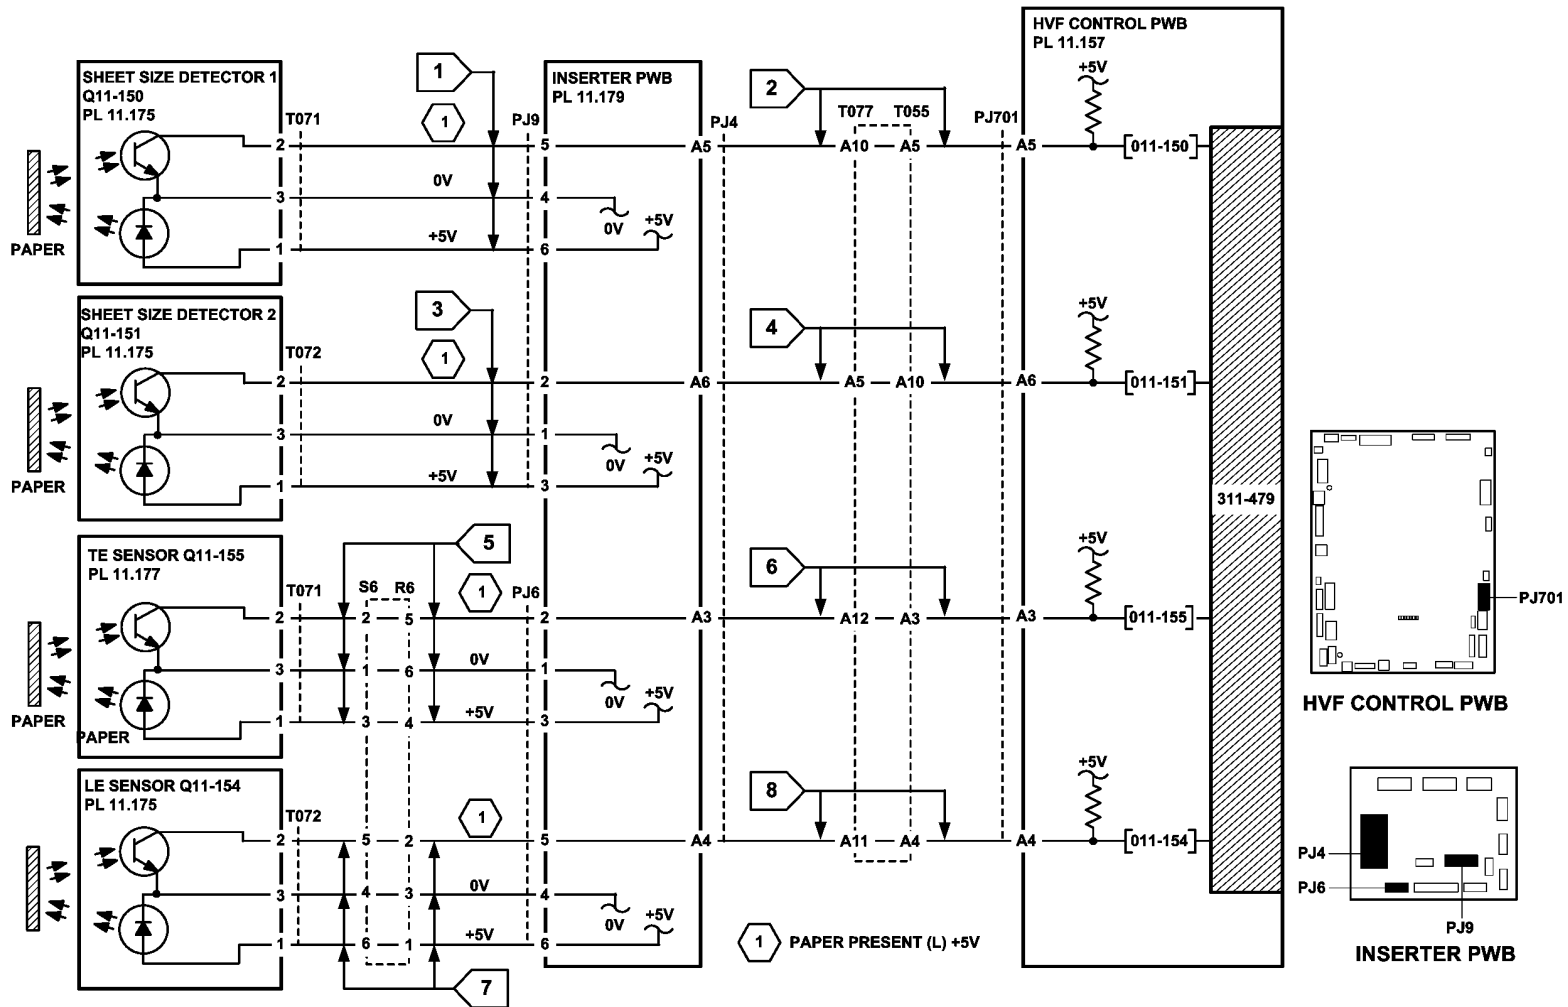 HVF CONTROL PWB
PL 11.157
+5V
SHEET SIZE DETECTOR 1
Q11-150
PL 11.175
T071
1
1
PJ9
INSERTER PWB
PL 11.179
PJ4
2
T077 T055
PJ701
2 5 A5 A10 A5 A5 [011-150]
3 0V 4 0V
1 +5V 6 +5V
PAPER
SHEET SIZE DETECTOR 2
Q11-151
PL 11.175
T072
3
1
4
+5V
2 2 A6 A5 A10 A6 [011-151]
3 0V 1 0V
1 +5V 3 +5V
PAPER
311-479
TE SENSOR Q11-155
PL 11.177
T071
S6 R6
5
1
PJ6
6
+5V
2 2 5 2 A3 A12 A3 A3 [011-155]
3 1 6 0V 1 0V
1 3 4 +5V 3 +5V
PAPER
PAPER
LE SENSOR Q11-154
PL 11.175
T072
1
8
+5V
2 5 2 5 A4 A11 A4 A4 [011-154]
3 4 3 0V 4 0V
1 6 1 +5V 6 +5V
7
1 PAPER PRESENT (L) +5V
PJ701
HVF CONTROL PWB
PJ4
PJ6
PJ9
INSERTER PWB